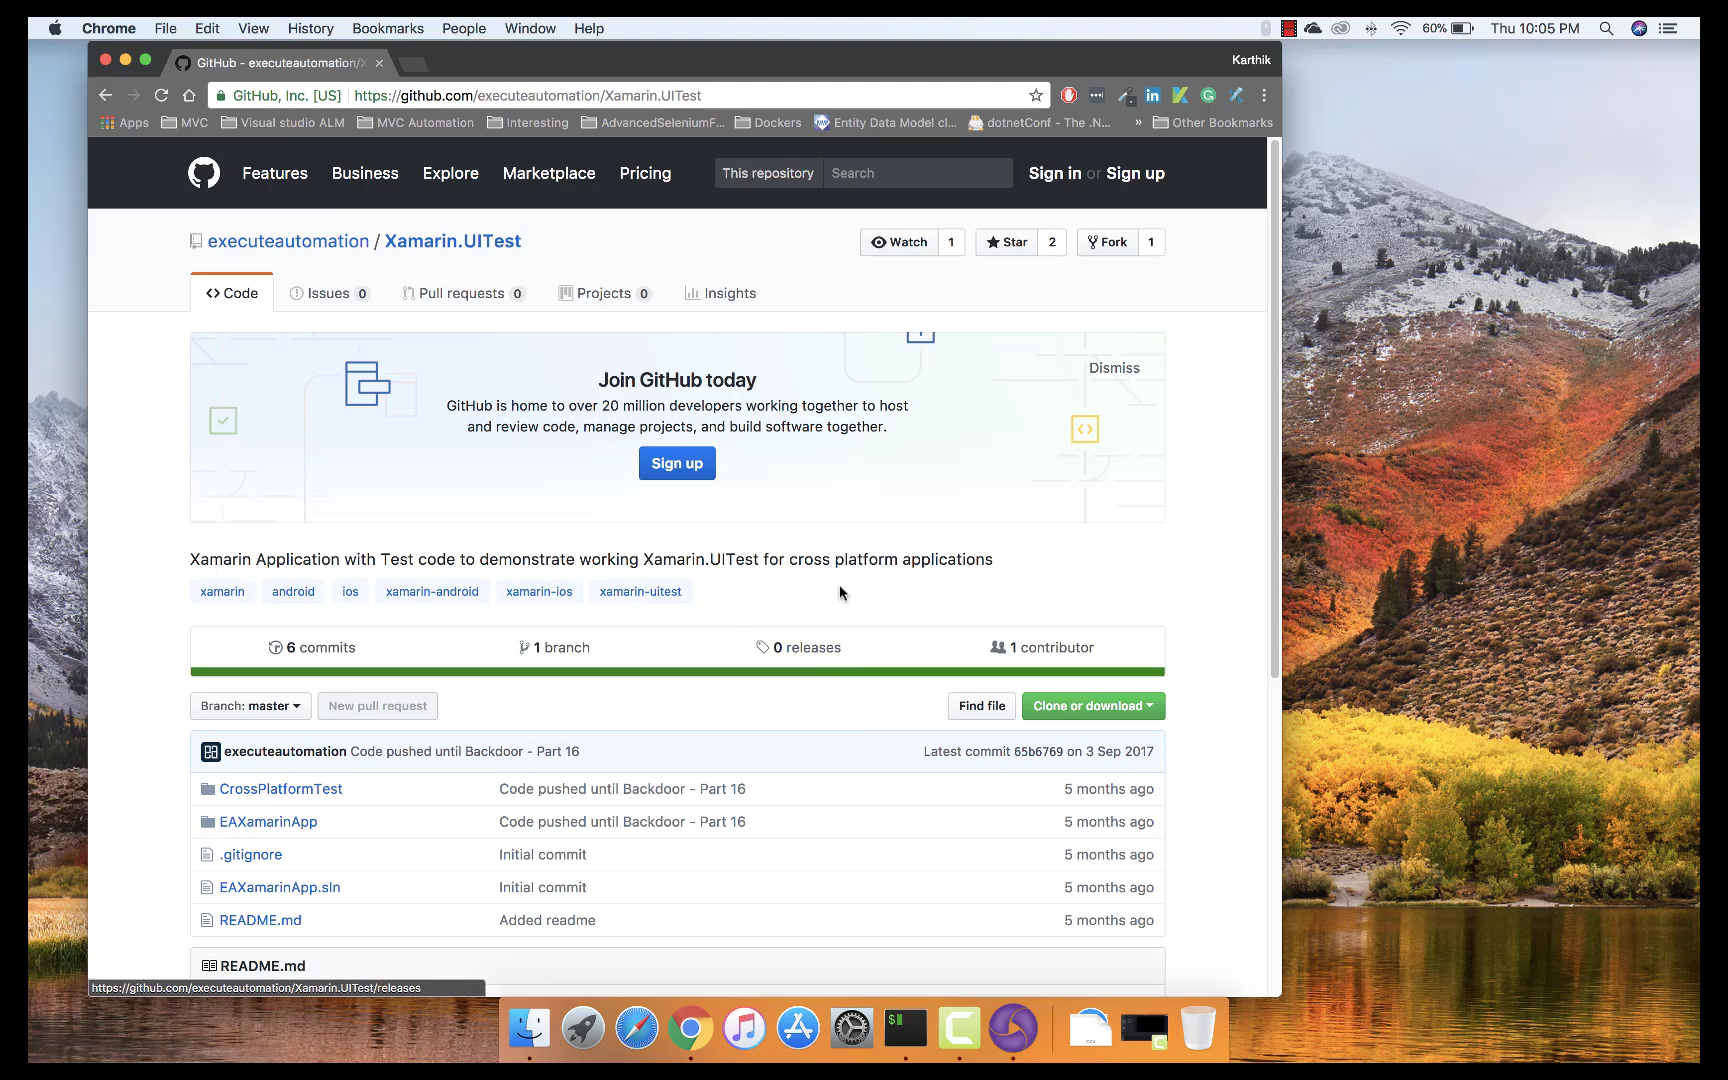 Chrome File Edit View History Bookmarks People Window Help 60% Thu 10:05 PM
GitHub - executeautomation/X Karthik
GitHub, Inc. [US] https://github.com/executeautomation/Xamarin.UITest
Apps MVC Visual studio ALM MVC Automation Interesting AdvancedSeleniumF... Dockers Entity Data Model cl... dotnetConf - The .N... » Other Bookmarks
Features Business Explore Marketplace Pricing This repository Search Sign in or Sign up
executeautomation / Xamarin.UITest Watch 1 Star 2 Fork 1
Code Issues 0 Pull requests 0 Projects 0 Insights
Dismiss
Join GitHub today
GitHub is home to over 20 million developers working together to host
and review code, manage projects, and build software together.
Sign up
Xamarin Application with Test code to demonstrate working Xamarin.UITest for cross platform applications
xamarin android ios xamarin-android xamarin-ios xamarin-uitest
6 commits 1 branch 0 releases 1 contributor
Branch: master New pull request Find file Clone or download
executeautomation Code pushed until Backdoor - Part 16 Latest commit 65b6769 on 3 Sep 2017
CrossPlatformTest Code pushed until Backdoor - Part 16 5 months ago
EAXamarinApp Code pushed until Backdoor - Part 16 5 months ago
.gitignore Initial commit 5 months ago
EAXamarinApp.sln Initial commit 5 months ago
README.md Added readme 5 months ago
README.md
https://github.com/executeautomation/Xamarin.UITest/releases